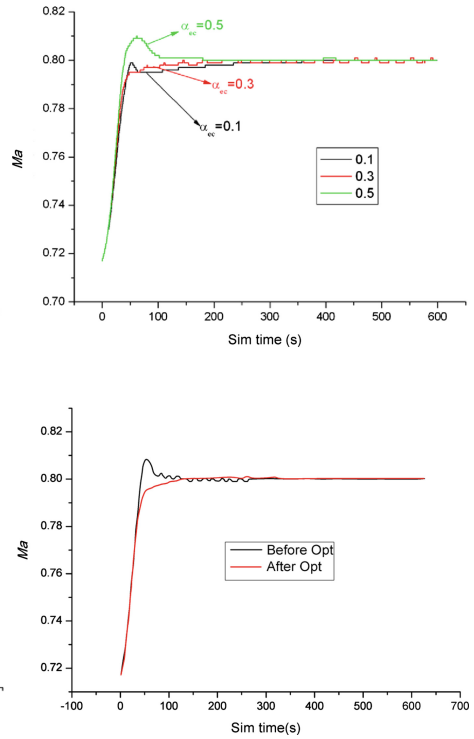 0.82
α_ec=0.5
0.80
α_ec=0.3
0.78
α_ec=0.1
Ma
0.76
0.1
0.3
0.5
0.74
0.72
0.70
0 100 200 300 400 500 600
Sim time (s)
0.82
0.80
0.78
Ma
Before Opt
After Opt
0.76
0.74
0.72
-100 0 100 200 300 400 500 600 700
Sim time(s)